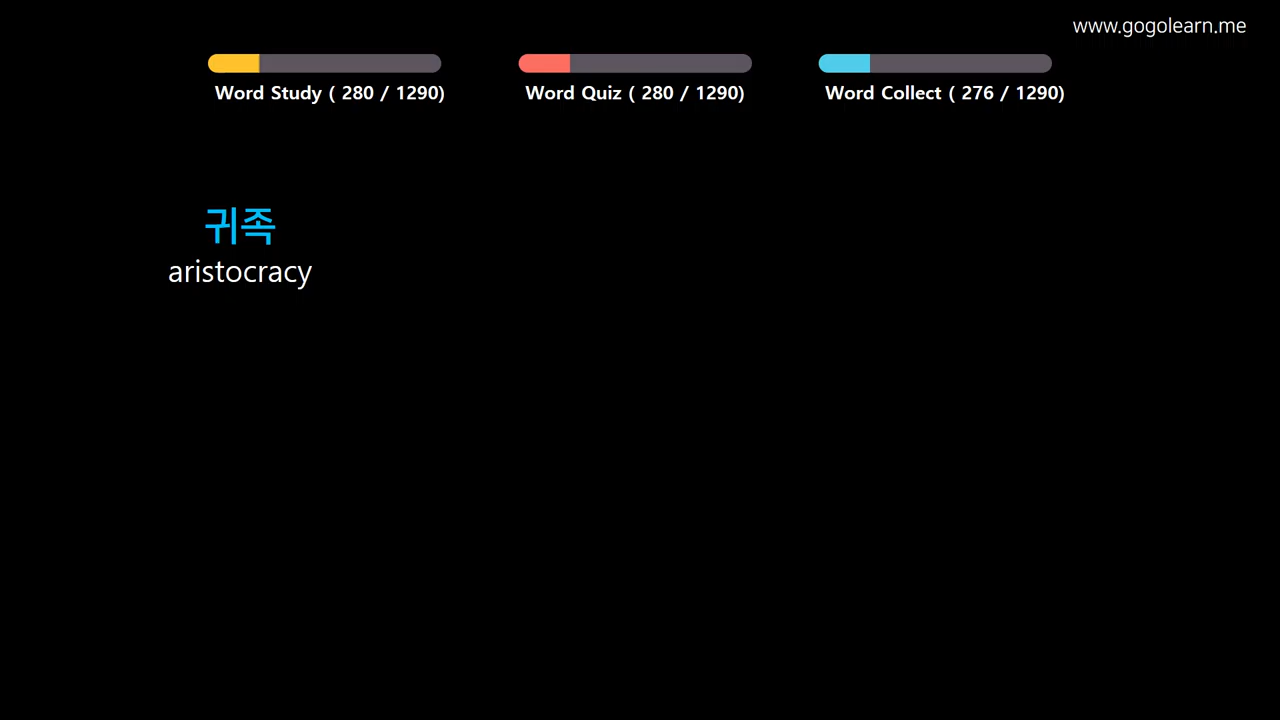 www.gogolearn.me
Word Study ( 280 / 1290)
Word Quiz ( 280 / 1290)
Word Collect ( 276 / 1290)
귀족
aristocracy